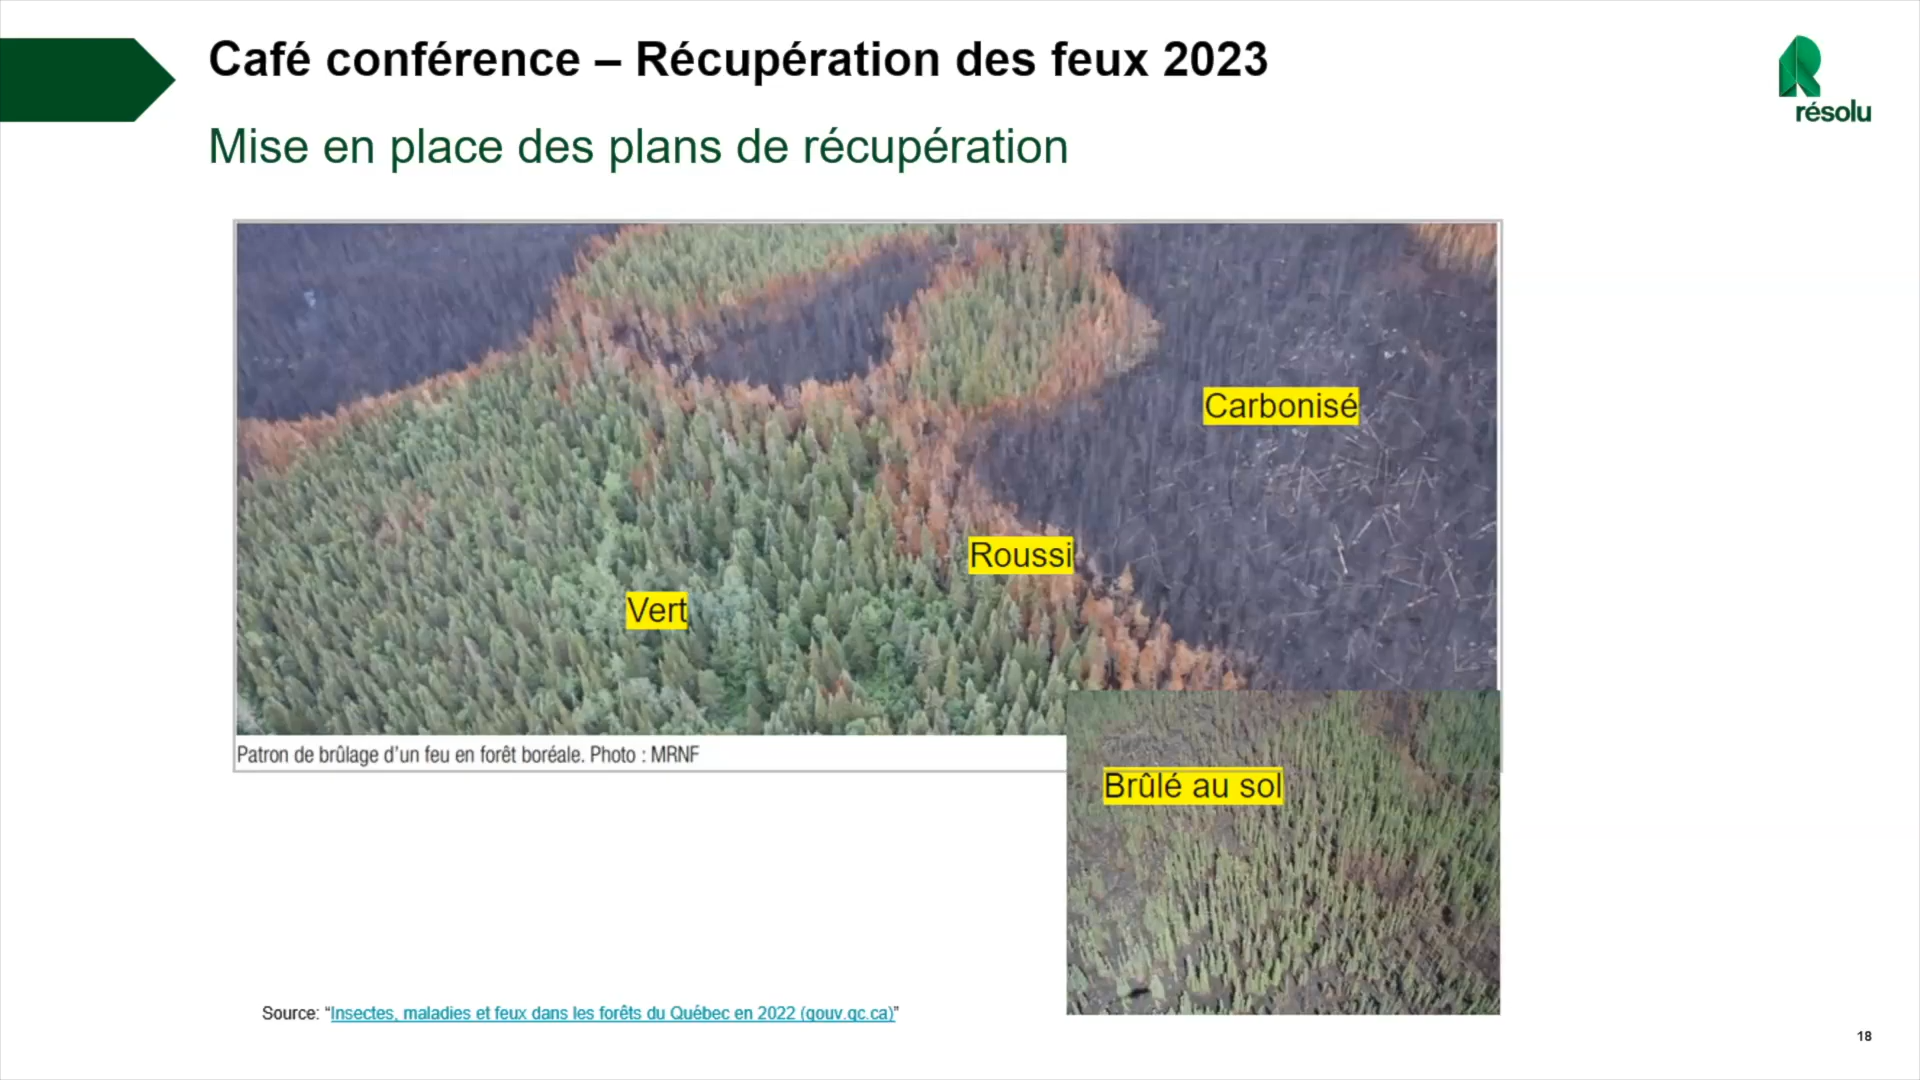 Café conférence – Récupération des feux 2023
résolu
Mise en place des plans de récupération
Carbonisé
Roussi
Vert
Patron de brûlage d'un feu en forêt boréale. Photo : MRNF
Brûlé au sol
Source: “Insectes, maladies et feux dans les forêts du Québec en 2022 (gouv.qc.ca)”
18